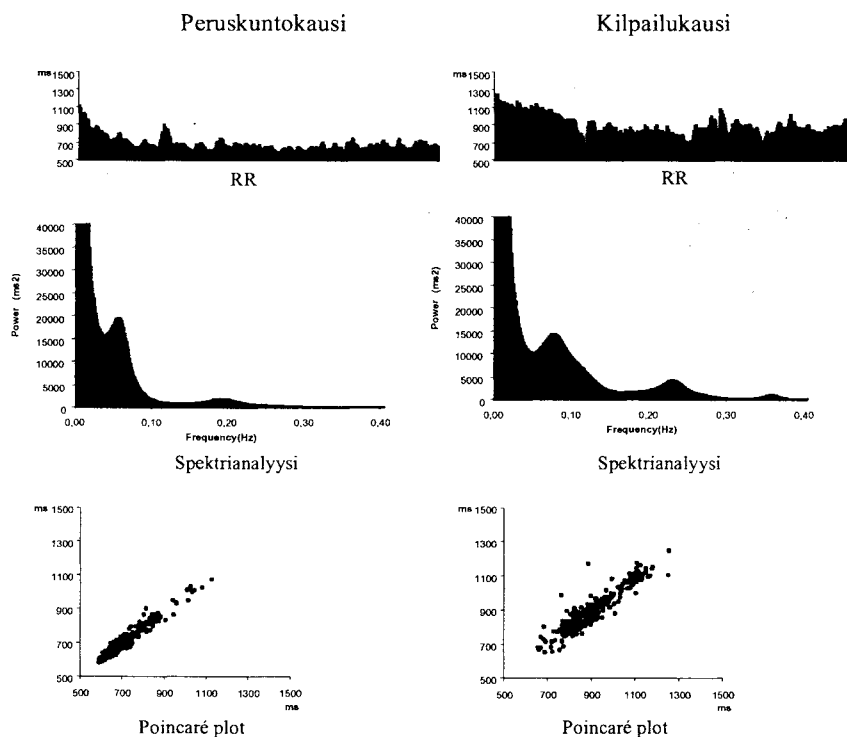 Peruskuntokausi
ms 1500
1300
1100
900
700
500
RR
40000
35000
30000
25000
20000
15000
10000
5000
0
Power (ms2)
0,00 0,10 0,20 0,30 0,40
Frequency(Hz)
Spektrianalyysi
ms 1500
1300
1100
900
700
500
500 700 900 1100 1300 1500
ms
Poincaré plot
Kilpailukausi
ms 1500
1300
1100
900
700
500
RR
40000
35000
30000
25000
20000
15000
10000
5000
0
Power (ms2)
0,00 0,10 0,20 0,30 0,40
Frequency(Hz)
Spektrianalyysi
ms 1500
1300
1100
900
700
500
500 700 900 1100 1300 1500
ms
Poincaré plot